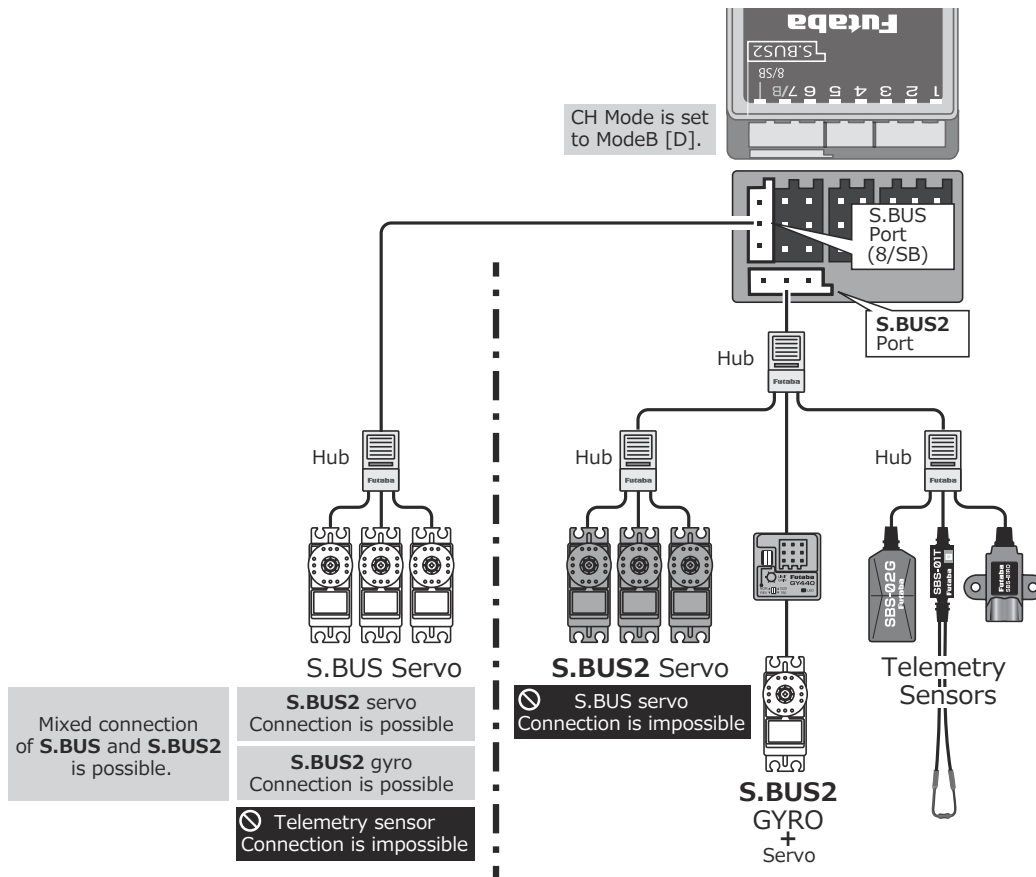 Futaba
S.BUS2
8/SB
7/B 6 5 4 3 2 1
CH Mode is set
to ModeB [D].
S.BUS
Port
(8/SB)
S.BUS2
Port
Hub
Futaba
Hub
Futaba
Hub
Futaba
Hub
Futaba
Futaba
GY440
SBS-02G
Futaba
SBS-01T
Futaba
Futaba
S.BUS Servo
S.BUS2 Servo
Telemetry
Sensors
Mixed connection
of S.BUS and S.BUS2
is possible.
S.BUS2 servo
Connection is possible
S.BUS2 gyro
Connection is possible
Telemetry sensor
Connection is impossible
S.BUS servo
Connection is impossible
S.BUS2
GYRO
+
Servo